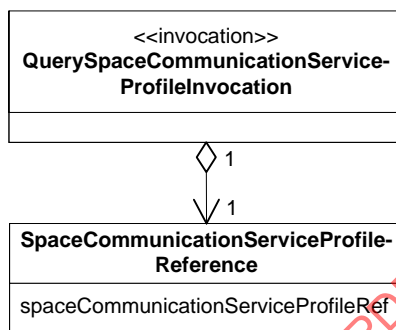 <<invocation>>
QuerySpaceCommunicationService-
ProfileInvocation
1
1
SpaceCommunicationServiceProfile-
Reference
spaceCommunicationServiceProfileRef